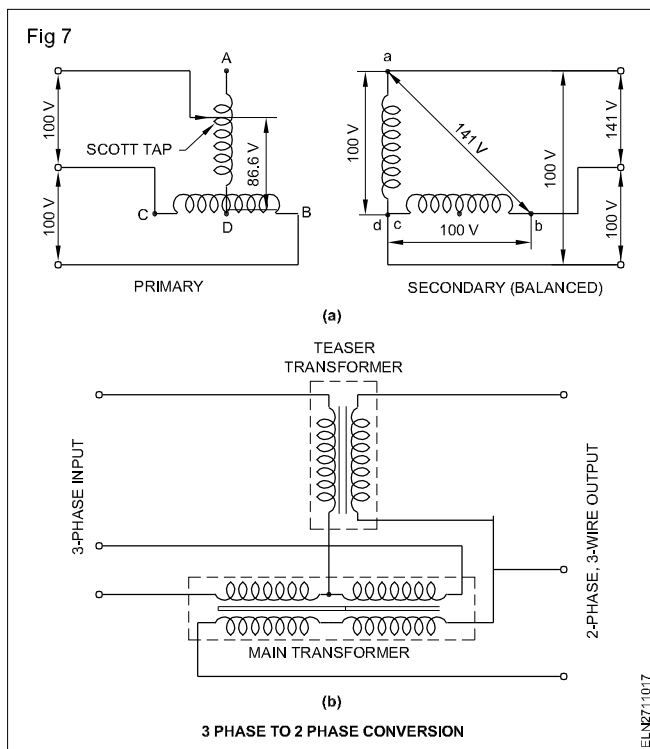 Fig 7
A
a
100 V
SCOTT TAP
86.6 V
100 V
141 V
100 V
141 V
C
D
B
d
c
b
100 V
100 V
100 V
PRIMARY
SECONDARY (BALANCED)
(a)
TEASER
TRANSFORMER
3-PHASE INPUT
2-PHASE, 3-WIRE OUTPUT
MAIN TRANSFORMER
(b)
3 PHASE TO 2 PHASE CONVERSION
ELN2711017